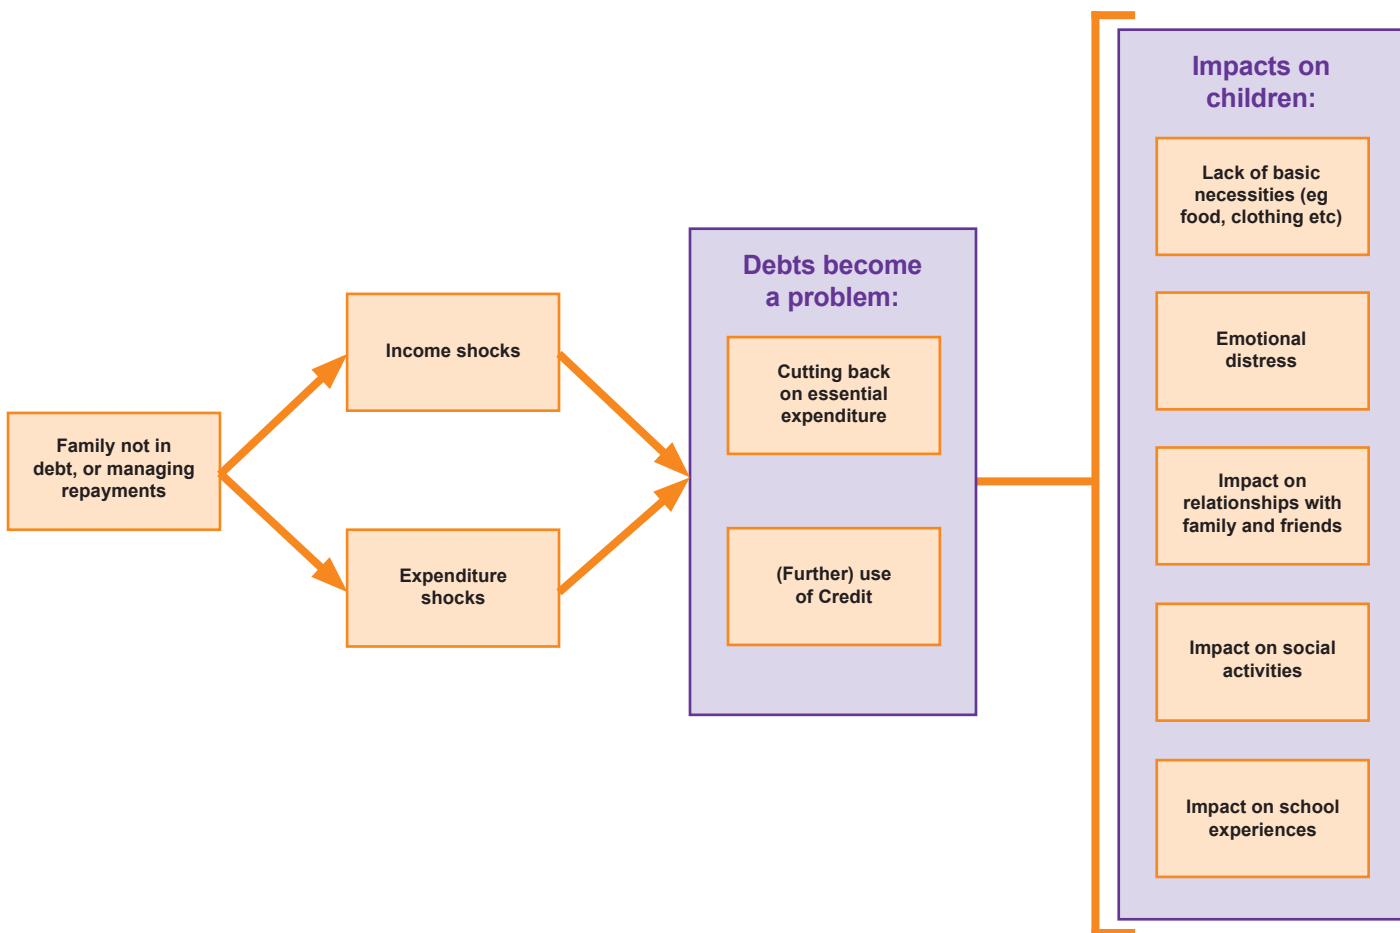 Family not in
debt, or managing
repayments
Income shocks
Expenditure
shocks
Debts become
a problem:
Cutting back
on essential
expenditure
(Further) use
of Credit
Impacts on
children:
Lack of basic
necessities (eg
food, clothing etc)
Emotional
distress
Impact on
relationships with
family and friends
Impact on social
activities
Impact on school
experiences